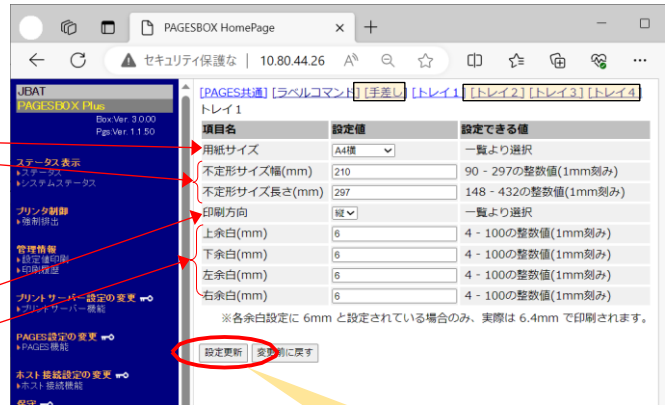 PAGESBOX HomePage
セキュリティ保護な | 10.80.44.26
JBAT
PAGESBOX Plus
Box:Ver. 3.0.00
Pgs:Ver. 1.1.50
ステータス表示
ステータス
システムステータス
プリンタ制御
強制排出
管理情報
設定値印刷
印刷履歴
プリントサーバー設定の変更
プリントサーバー機能
PAGES設定の変更
PAGES機能
ホスト接続設定の変更
ホスト接続機能
保守
[PAGES共通] [ラベルコマンド] [手差し] [トレイ1] [トレイ2] [トレイ3] [トレイ4]
トレイ1
項目名 設定値 設定できる値
用紙サイズ A4横 一覧より選択
不定形サイズ幅(mm) 210 90 - 297の整数値(1mm刻み)
不定形サイズ長さ(mm) 297 148 - 432の整数値(1mm刻み)
印刷方向 縦 一覧より選択
上余白(mm) 6 4 - 100の整数値(1mm刻み)
下余白(mm) 6 4 - 100の整数値(1mm刻み)
左余白(mm) 6 4 - 100の整数値(1mm刻み)
右余白(mm) 6 4 - 100の整数値(1mm刻み)
※各余白設定に 6mm と設定されている場合のみ、実際は 6.4mm で印刷されます。
設定更新 変更前に戻す